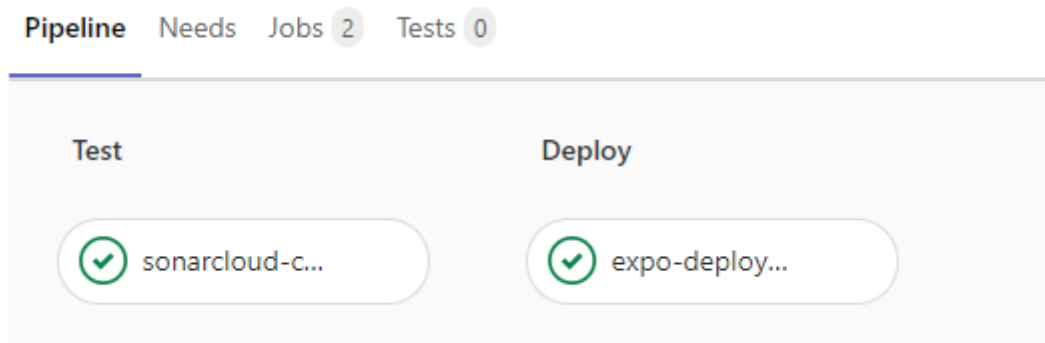 Pipeline Needs Jobs 2 Tests 0
Test Deploy
sonarcloud-c... expo-deploy...